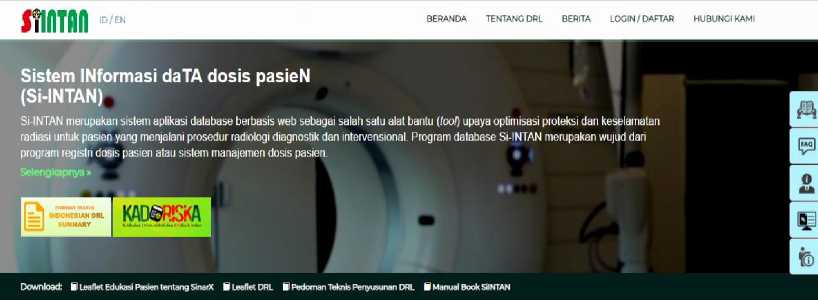 SiINTAN
ID / EN
BERANDA
TENTANG DRL
BERITA
LOGIN / DAFTAR
HUBUNGI KAMI
Sistem INformasi daTA dosis pasieN
(Si-INTAN)
Si-INTAN merupakan sistem aplikasi database berbasis web sebagai salah satu alat bantu (tool) upaya optimisasi proteksi dan keselamatan
radiasi untuk pasien yang menjalani prosedur radiologi diagnostik dan intervensional. Program database Si-INTAN merupakan wujud dari
program registri dosis pasien atau sistem manajemen dosis pasien.
Selengkapnya »
INDONESIAN DRL
SUMMARY
KADORISKA
FAQ
Download:
Leaflet Edukasi Pasien tentang SinarX
Leaflet DRL
Pedoman Teknis Penyusunan DRL
Manual Book SiINTAN